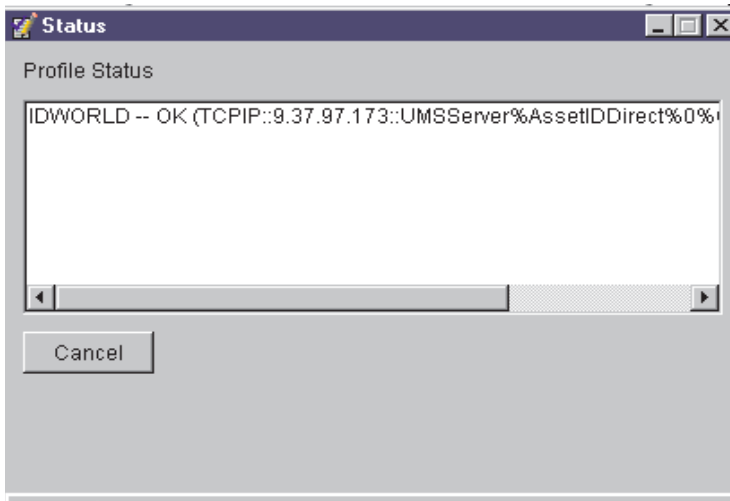 Status
Profile Status
IDWORLD -- OK (TCPIP::9.37.97.173::UMSServer%AssetIDDirect%0%
Cancel